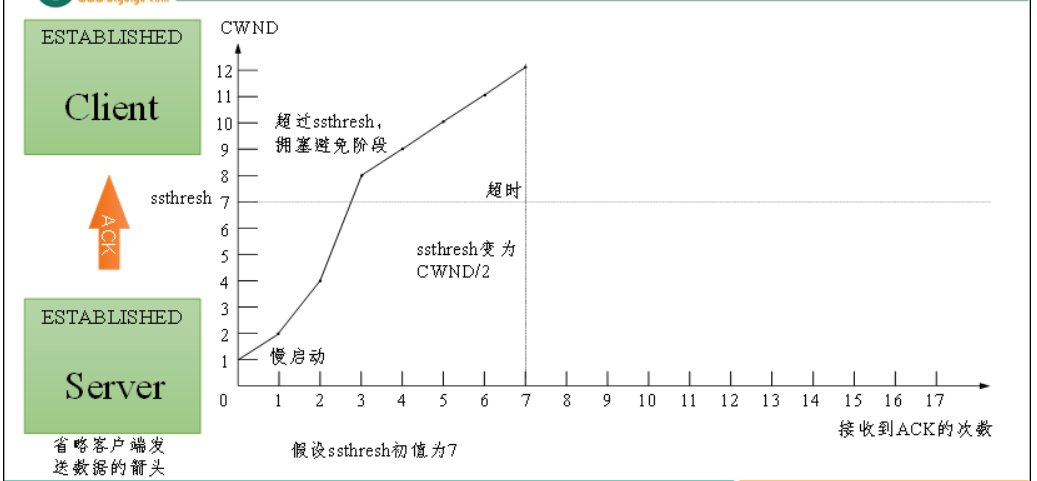 ESTABLISHED
Client
ACK
ESTABLISHED
Server
省略客户端发
送数据的箭头
CWND
12
11
10
9
8
ssthresh 7
6
5
4
3
2
1
超过ssthresh,
拥塞避免阶段
超时
ssthresh变为
CWND/2
慢启动
0 1 2 3 4 5 6 7 8 9 10 11 12 13 14 15 16 17
接收到ACK的次数
假设ssthresh初值为7